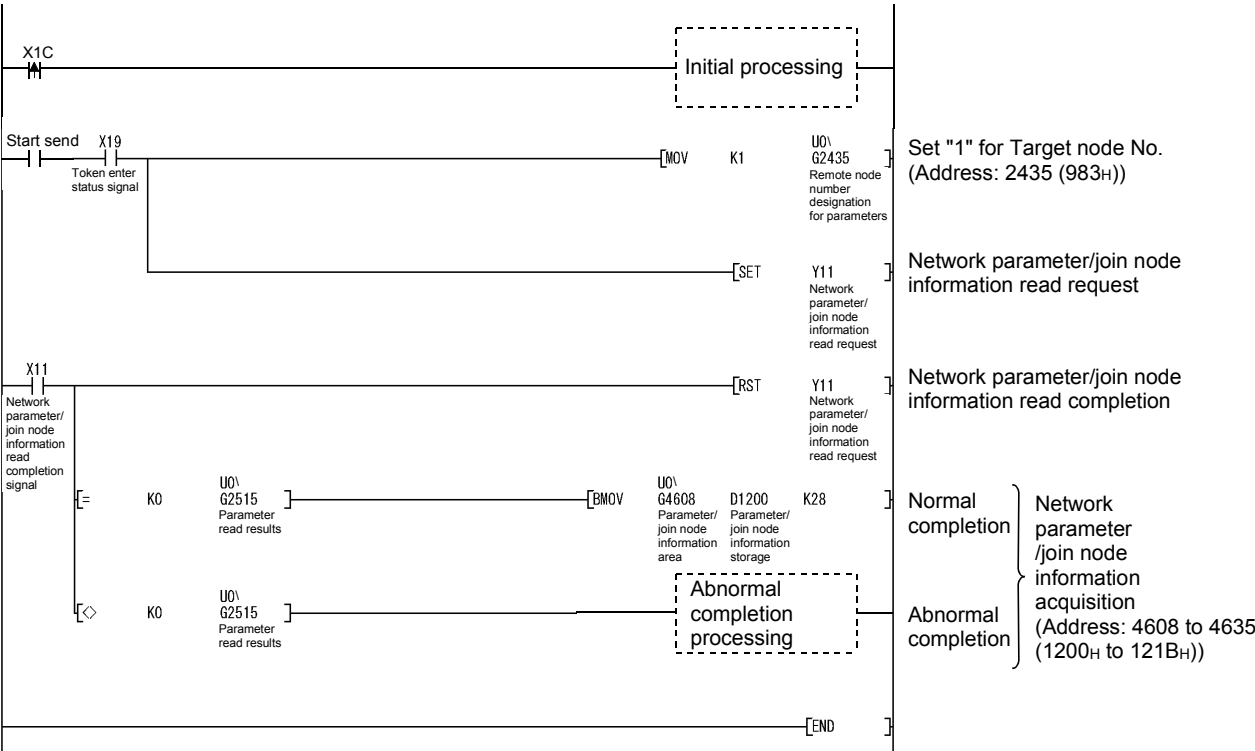 X1C
Initial processing
Start send
X19
Token enter
status signal
[MOV K1 U0\
G2435 ]
Remote node
number
designation
for parameters
Set "1" for Target node No.
(Address: 2435 (983H))
[SET Y11 ]
Network
parameter/
join node
information
read request
Network parameter/join node
information read request
X11
Network
parameter/
join node
information
read
completion
signal
[RST Y11 ]
Network
parameter/
join node
information
read request
Network parameter/join node
information read completion
[= K0 U0\
G2515 ]
Parameter
read results
[BMOV U0\
G4608 D1200 K28 ]
Parameter/
join node
information
area
Parameter/
join node
information
storage
Normal
completion
[<> K0 U0\
G2515 ]
Parameter
read results
Abnormal
completion
processing
Abnormal
completion
Network
parameter
/join node
information
acquisition
(Address: 4608 to 4635
(1200H to 121BH))
[END ]